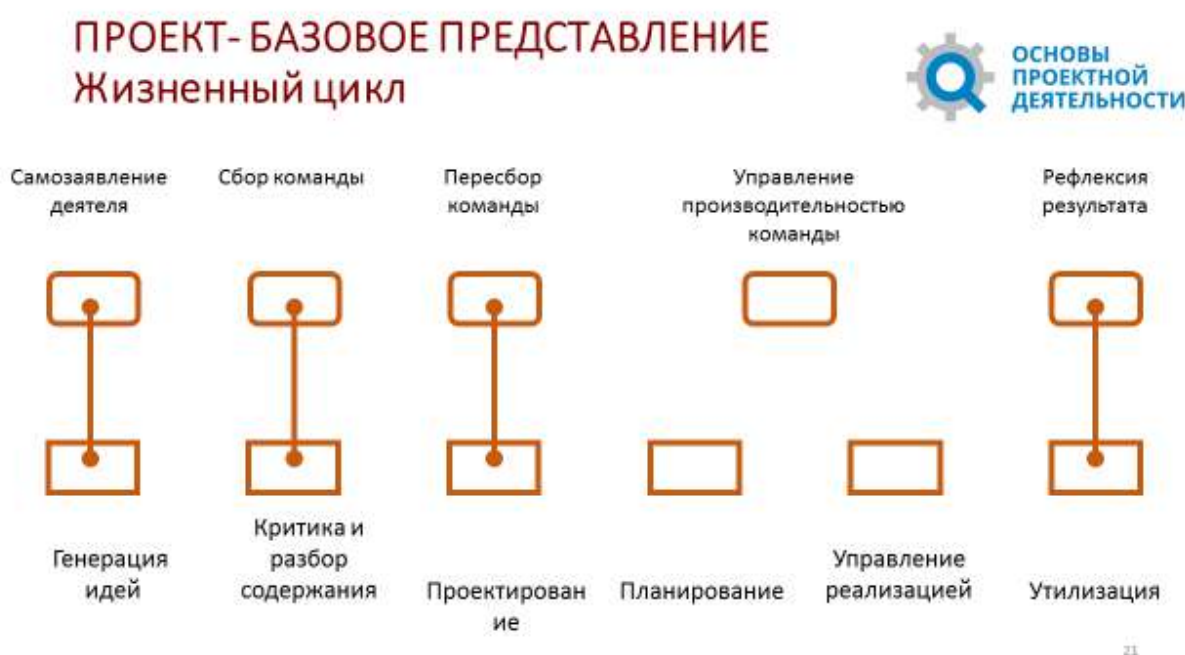 ПРОЕКТ- БАЗОВОЕ ПРЕДСТАВЛЕНИЕ
Жизненный цикл
ОСНОВЫ
ПРОЕКТНОЙ
ДЕЯТЕЛЬНОСТИ
Самозаявление
деятеля
Сбор команды
Пересбор
команды
Управление
производительностью
команды
Рефлексия
результата
Генерация
идей
Критика и
разбор
содержания
Проектирован
ие
Планирование
Управление
реализацией
Утилизация
21